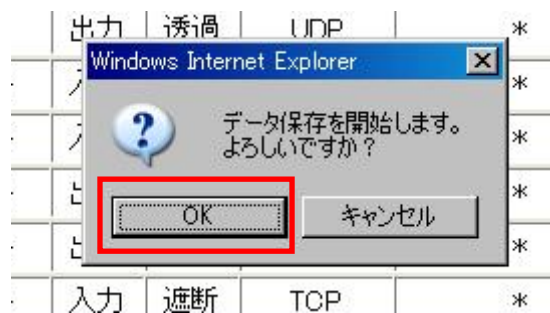 出力 透過 UDP *
Windows Internet Explorer
*
データ保存を開始します。
よろしいですか？
*
*
OK キャンセル
*
入力 遮断 TCP *